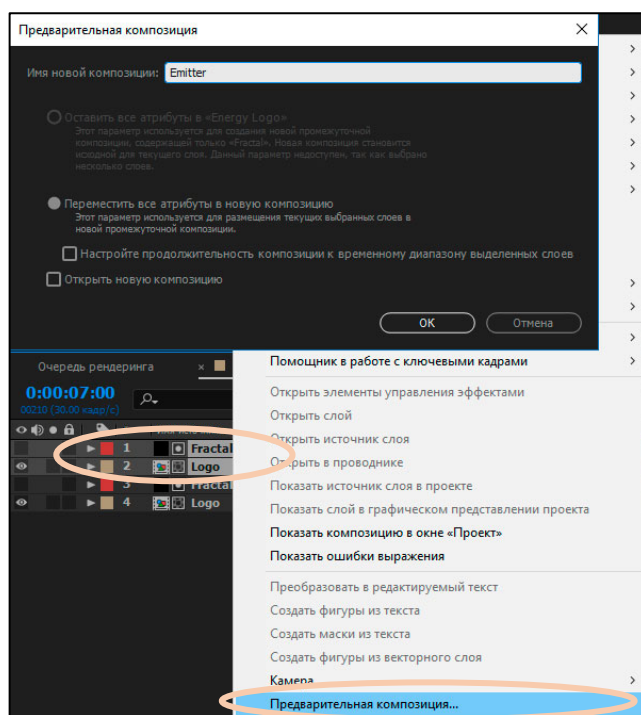 Предварительная композиция
Имя новой композиции: Emitter
Оставить все атрибуты в «Energy Logo»
Этот параметр используется для создания новой промежуточной
композиции, содержащей только «Fractal». Новая композиция становится
исходной для текущего слоя. Данный параметр недоступен, так как выбрано
несколько слоев.
Переместить все атрибуты в новую композицию
Этот параметр используется для размещения текущих выбранных слоев в
новой промежуточной композиции.
Настройте продолжительность композиции к временному диапазону выделенных слоев
Открыть новую композицию
ОК Отмена
Очередь рендеринга
0:00:07:00
00210 (30.00 кадр/с)
1 Fractal
2 Logo
3 Fractal
4 Logo
Помощник в работе с ключевыми кадрами
Открыть элементы управления эффектами
Открыть слой
Открыть источник слоя
Открыть в проводнике
Показать источник слоя в проекте
Показать слой в графическом представлении проекта
Показать композицию в окне «Проект»
Показать ошибки выражения
Преобразовать в редактируемый текст
Создать фигуры из текста
Создать маски из текста
Создать фигуры из векторного слоя
Камера
Предварительная композиция...